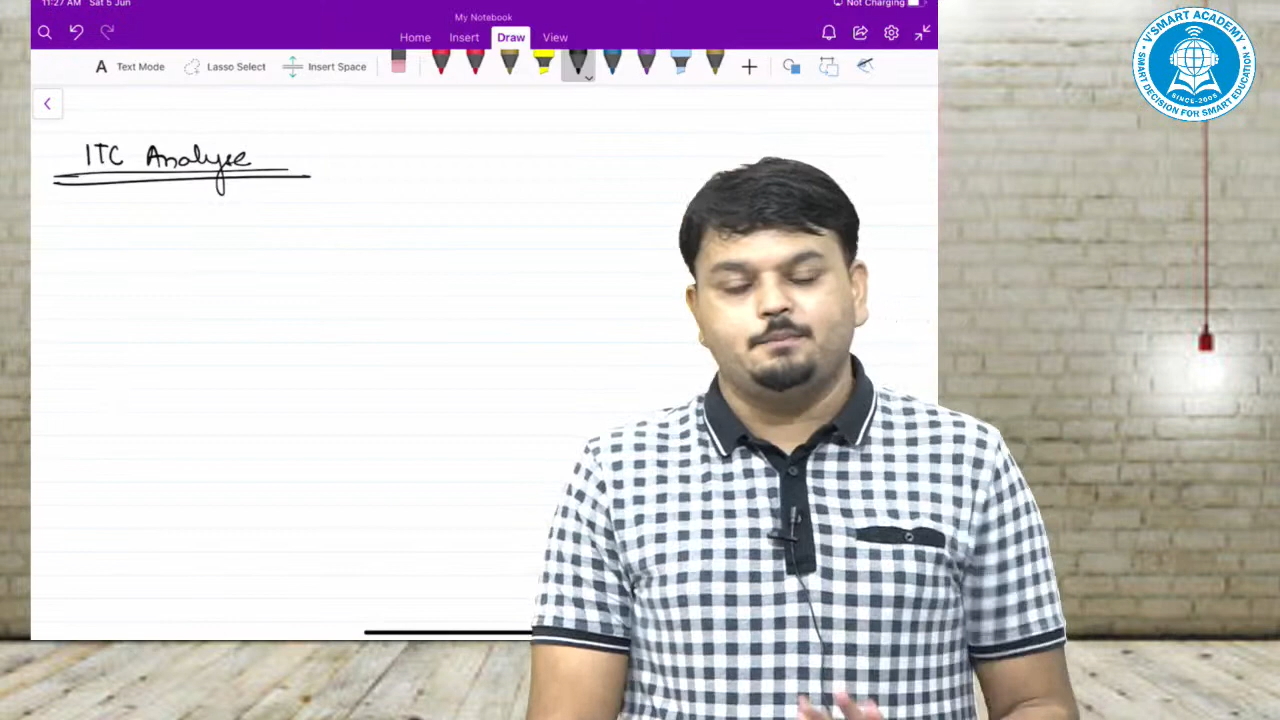 11:27 AM Sat 5 Jun
Not Charging
My Notebook
Home Insert Draw View
A Text Mode Lasso Select Insert Space
ITC Analyse
V'SMART ACADEMY
SINCE-2005
SMART DECISION FOR SMART EDUCATION